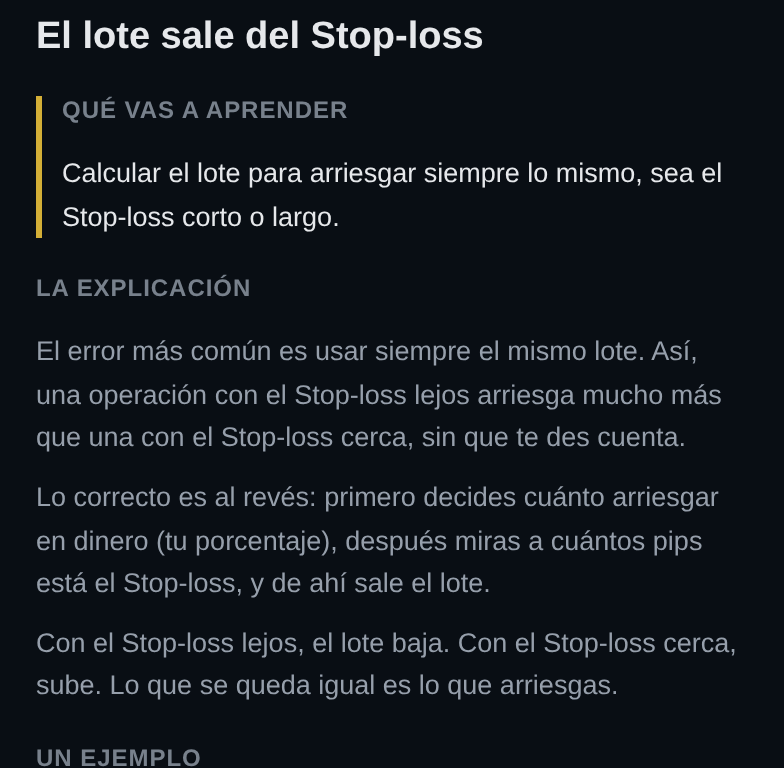 El lote sale del Stop-loss
QUÉ VAS A APRENDER
Calcular el lote para arriesgar siempre lo mismo, sea el
Stop-loss corto o largo.
LA EXPLICACIÓN
El error más común es usar siempre el mismo lote. Así,
una operación con el Stop-loss lejos arriesga mucho más
que una con el Stop-loss cerca, sin que te des cuenta.
Lo correcto es al revés: primero decides cuánto arriesgar
en dinero (tu porcentaje), después miras a cuántos pips
está el Stop-loss, y de ahí sale el lote.
Con el Stop-loss lejos, el lote baja. Con el Stop-loss cerca,
sube. Lo que se queda igual es lo que arriesgas.
UN EJEMPLO